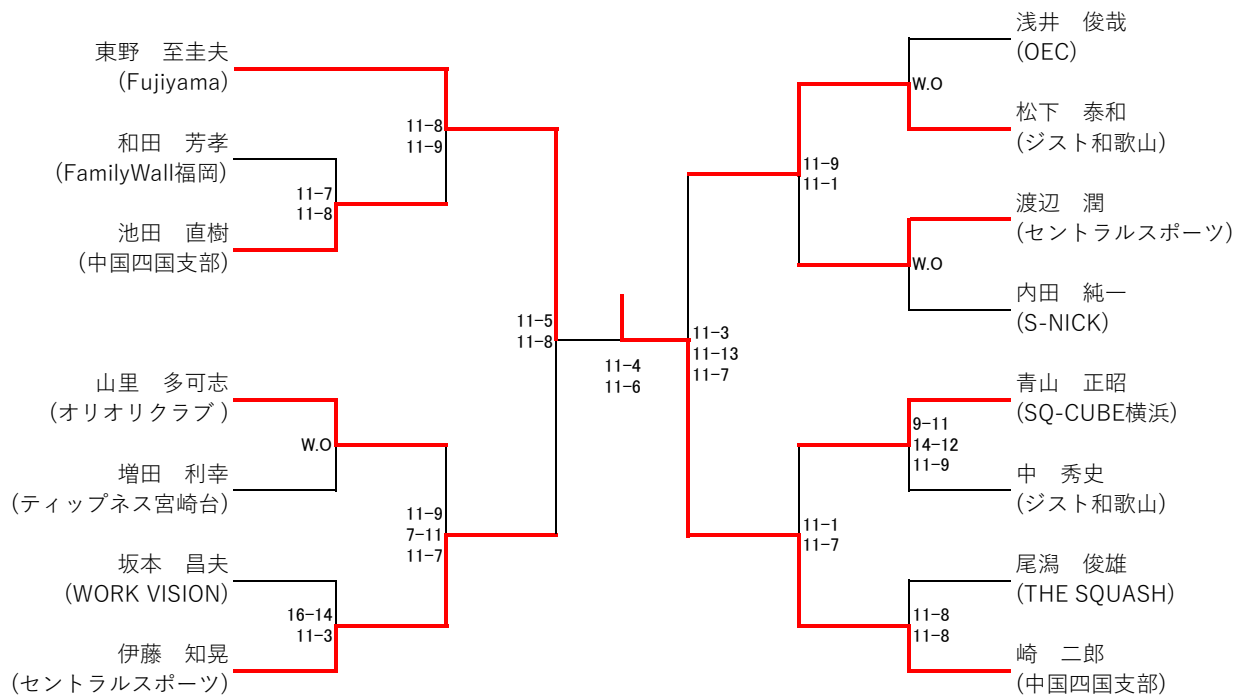 東野　至圭夫
(Fujiyama)
和田　芳孝
(FamilyWall福岡)
池田　直樹
(中国四国支部)
山里　多可志
(オリオリクラブ )
増田　利幸
(ティップネス宮崎台)
坂本　昌夫
(WORK VISION)
伊藤　知晃
(セントラルスポーツ)
11-8
11-9
11-7
11-8
W.O
11-9
7-11
11-7
16-14
11-3
11-5
11-8
11-4
11-6
11-3
11-13
11-7
11-9
11-1
11-1
11-7
W.O
W.O
9-11
14-12
11-9
11-8
11-8
浅井　俊哉
(OEC)
松下　泰和
(ジスト和歌山)
渡辺　潤
(セントラルスポーツ)
内田　純一
(S-NICK)
青山　正昭
(SQ-CUBE横浜)
中　秀史
(ジスト和歌山)
尾潟　俊雄
(THE SQUASH)
崎　二郎
(中国四国支部)